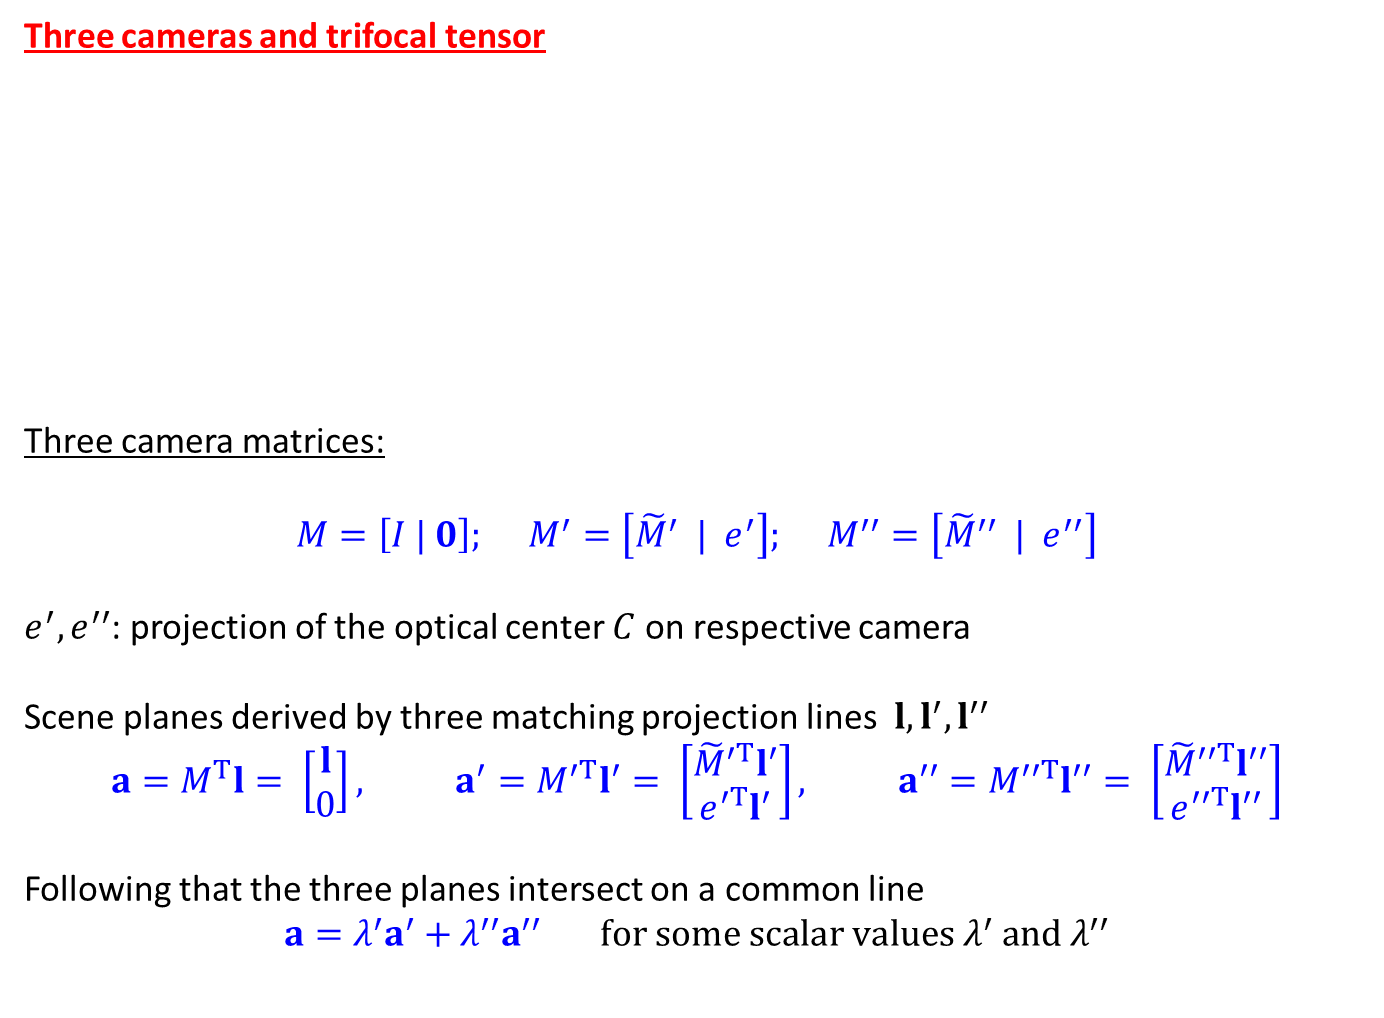 Three cameras and trifocal tensor
Three camera matrices:
𝑀 = [𝐼 | 𝟎];  𝑀′ = [𝑀̃′ | 𝑒′];  𝑀′′ = [𝑀̃′′ | 𝑒′′]
𝑒′, 𝑒′′: projection of the optical center 𝐶 on respective camera
Scene planes derived by three matching projection lines 𝐥, 𝐥′, 𝐥′′
𝐚 = 𝑀ᵀ𝐥 = [𝐥 ; 0],  𝐚′ = 𝑀′ᵀ𝐥′ = [𝑀̃′ᵀ𝐥′ ; 𝑒′ᵀ𝐥′],  𝐚′′ = 𝑀′′ᵀ𝐥′′ = [𝑀̃′′ᵀ𝐥′′ ; 𝑒′′ᵀ𝐥′′]
Following that the three planes intersect on a common line
𝐚 = 𝜆′𝐚′ + 𝜆′′𝐚′′  for some scalar values 𝜆′ and 𝜆′′